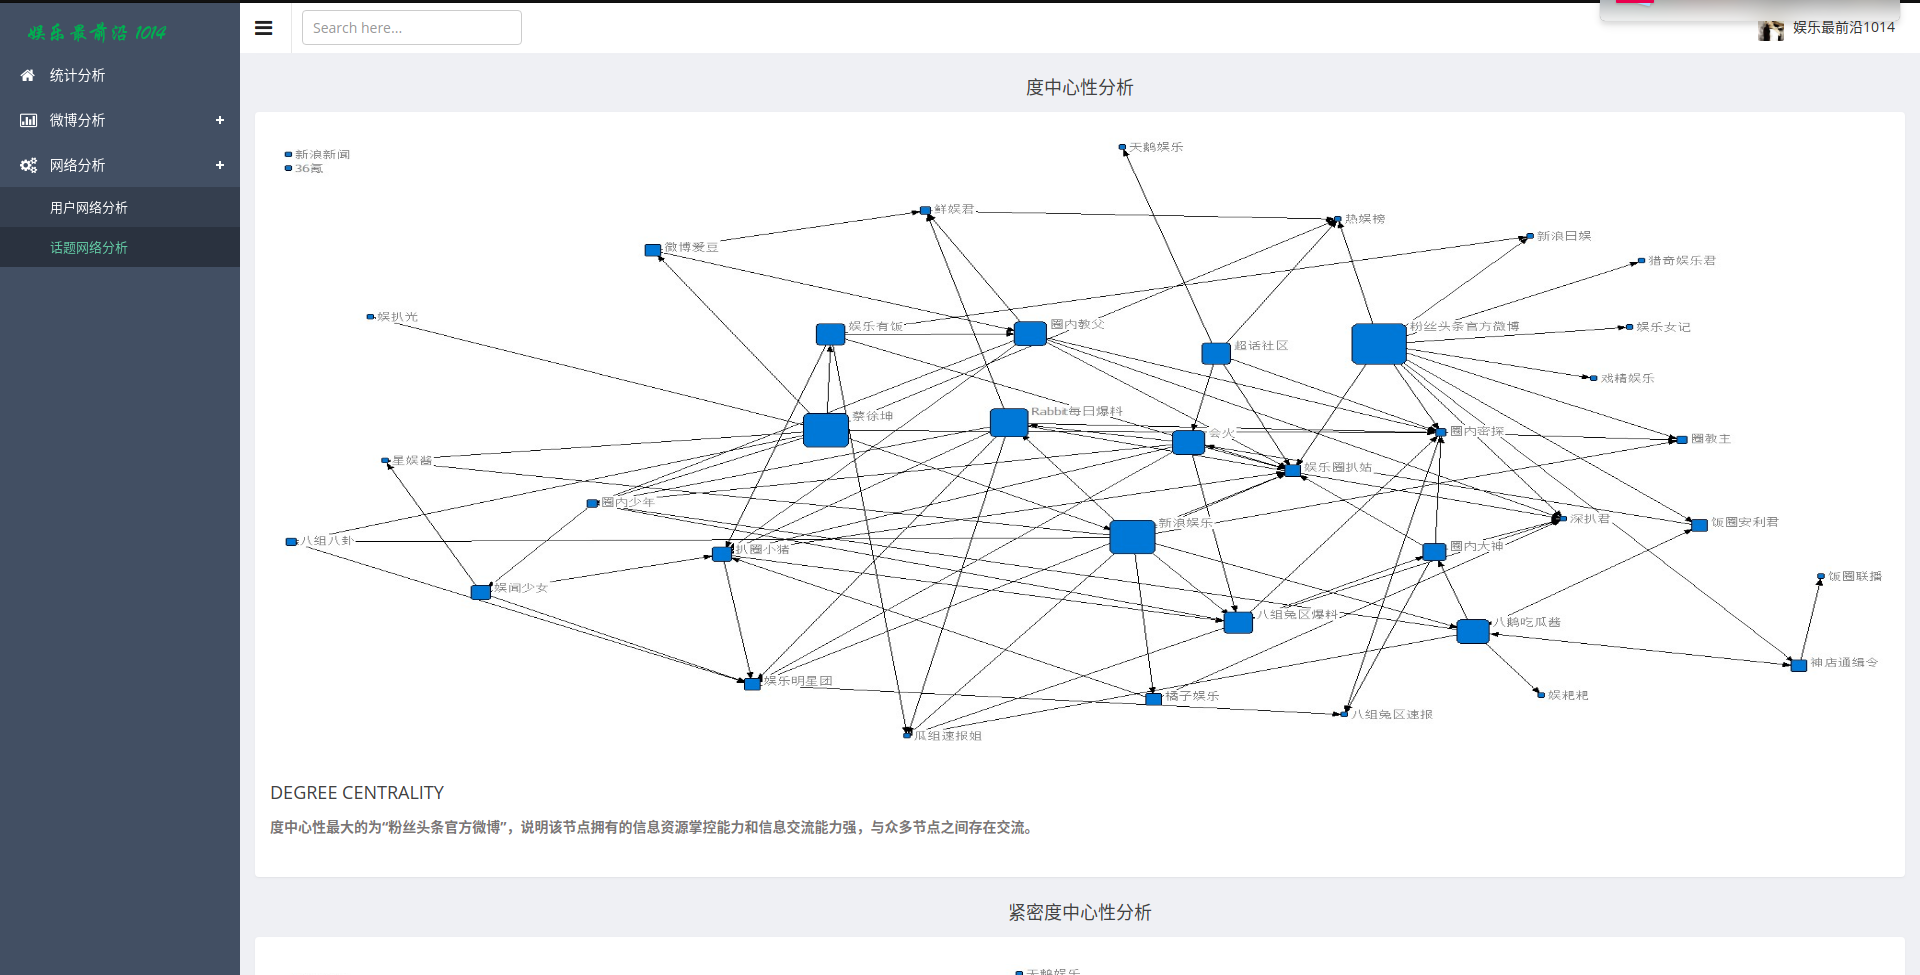 娱乐最前沿 1014
Search here...
娱乐最前沿1014
统计分析
微博分析
网络分析
用户网络分析
话题网络分析
度中心性分析
新浪新闻
36氪
天鹅娱乐
鲜娱君
热娱榜
新浪日娱
微博爱豆
猎奇娱乐君
娱扒光
娱乐有饭
圈内教父
粉丝头条官方微博
娱乐女记
超话社区
戏精娱乐
蔡徐坤
Rabbit每日爆料
会火
圈内密探
圈教主
星娱酱
娱乐圈扒姑
圈内少年
新浪娱乐
深扒君
饭圈安利君
八组八卦
扒圈小猪
圈内大神
饭圈联播
娱闻少女
八组兔区爆料
八鹅吃瓜酱
神店通缉令
娱乐明星团
橘子娱乐
娱粑粑
八组兔区速报
瓜组速报姐
DEGREE CENTRALITY
度中心性最大的为“粉丝头条官方微博”，说明该节点拥有的信息资源掌控能力和信息交流能力强，与众多节点之间存在交流。
紧密度中心性分析
天鹅娱乐